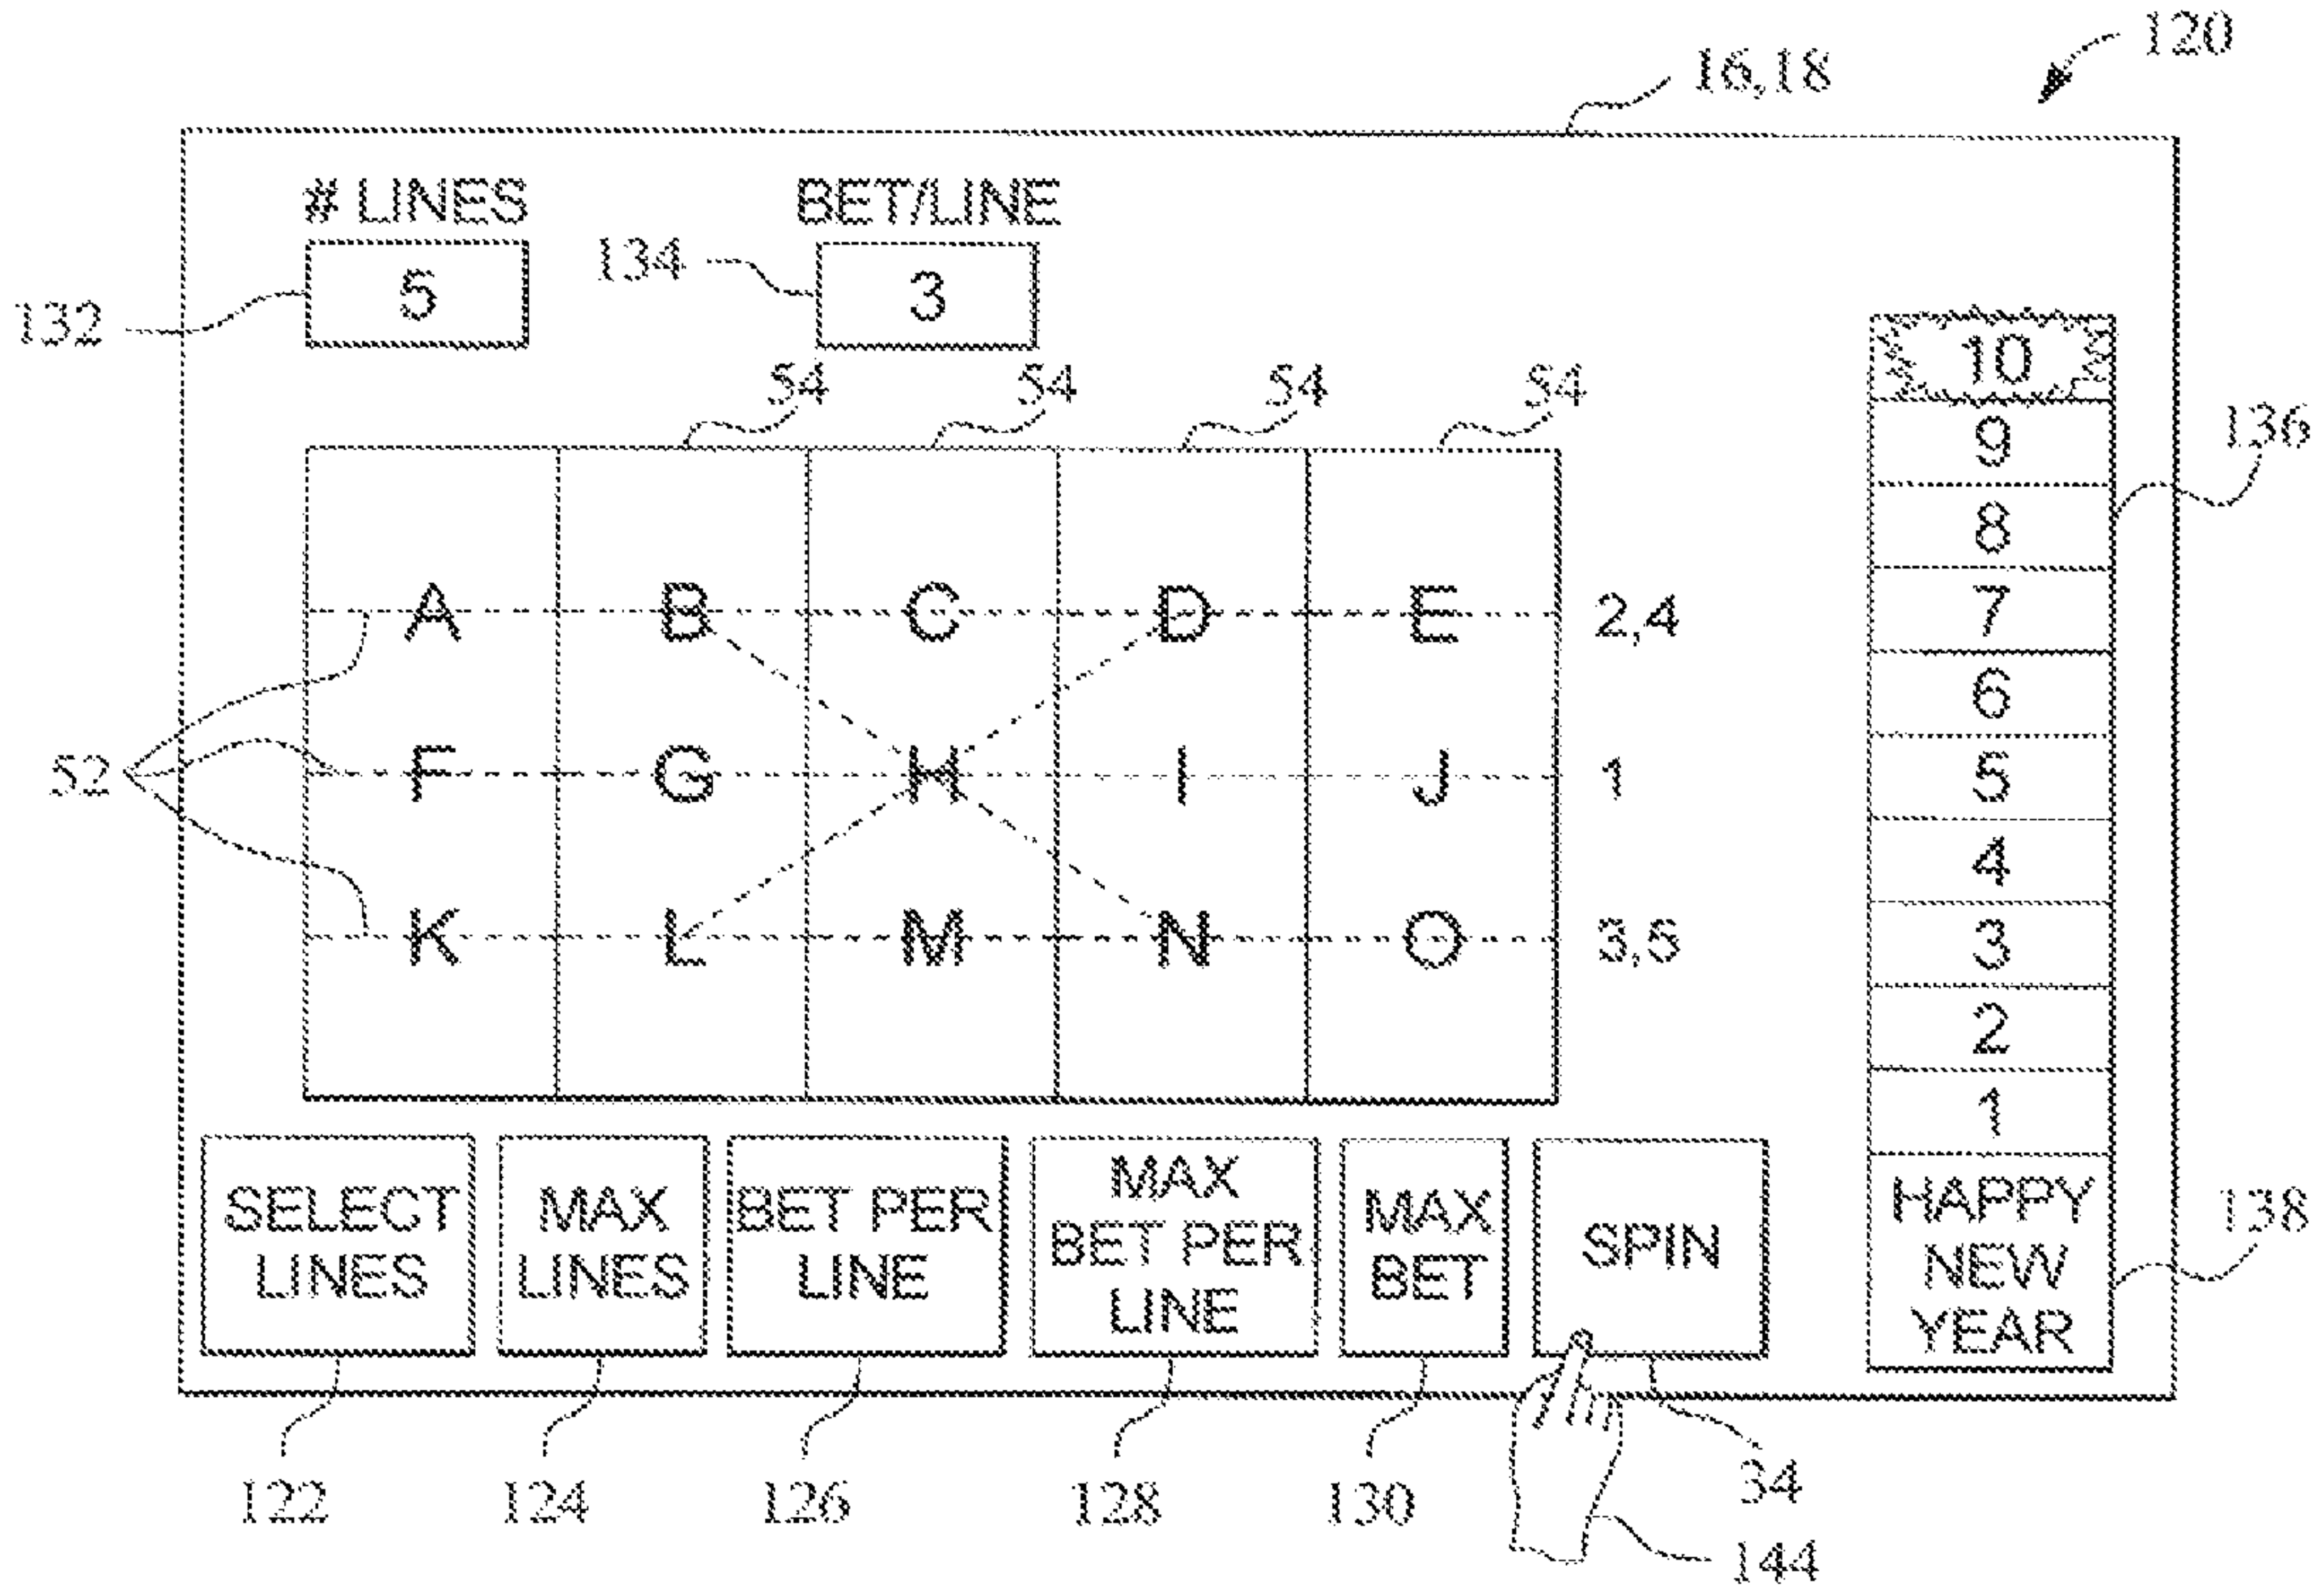 120
16,18
# LINES BET/LINE
132 5 134 3
54 54 54 54
10
9
136
8
7
6
5
4
3
2
1
A B C D E 2,4
52 F G H I J 1
K L M N O 3,5
SELECT
LINES
MAX
LINES
BET PER
LINE
MAX
BET PER
LINE
MAX
BET
SPIN
HAPPY
NEW
YEAR
138
122 124 126 128 130 34
144